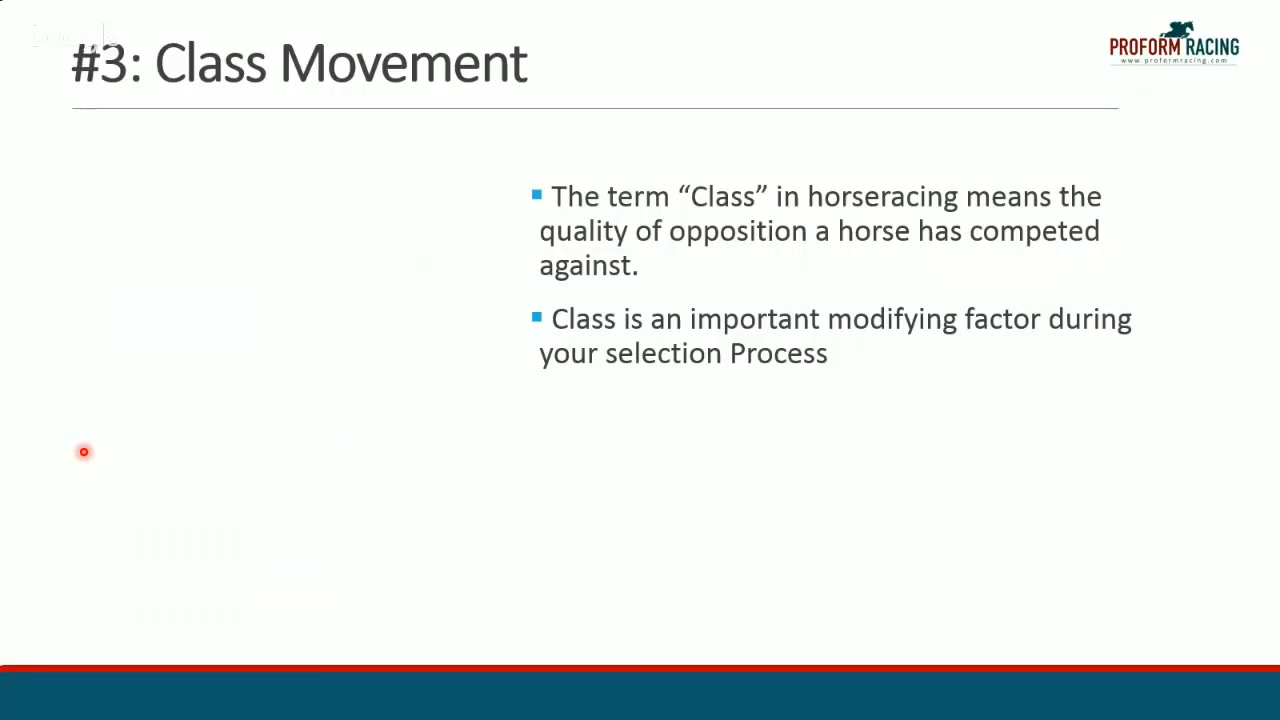 #3: Class Movement
PROFORM RACING
www.proformracing.com
The term “Class” in horseracing means the
quality of opposition a horse has competed
against.
Class is an important modifying factor during
your selection Process